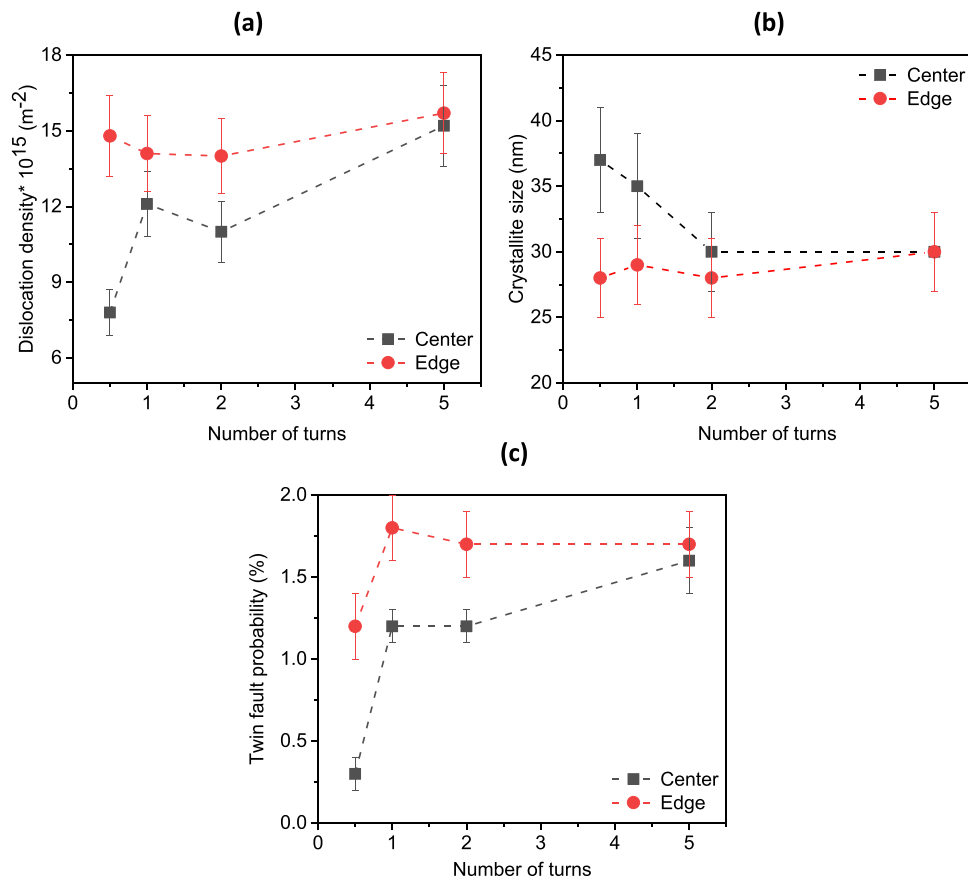 (a)
18
15
12
9
6
0
1
2
3
4
5
Dislocation density* 10^15 (m^-2)
Number of turns
Center
Edge
(b)
45
40
35
30
25
20
0
1
2
3
4
5
Crystallite size (nm)
Number of turns
Center
Edge
(c)
2.0
1.5
1.0
0.5
0.0
0
1
2
3
4
5
Twin fault probability (%)
Number of turns
Center
Edge